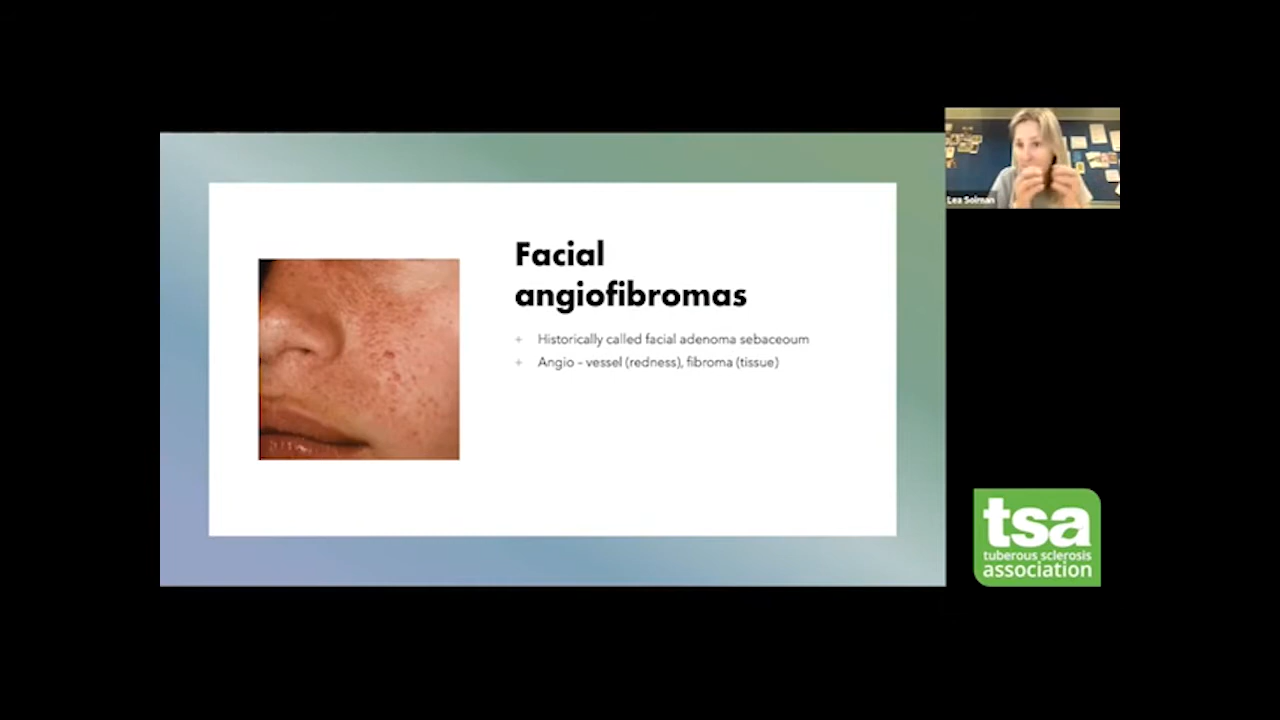 Facial
angiofibromas
+ Historically called facial adenoma sebaceoum
+ Angio - vessel (redness), fibroma (tissue)
Lea Solman
tsa
tuberous sclerosis
association